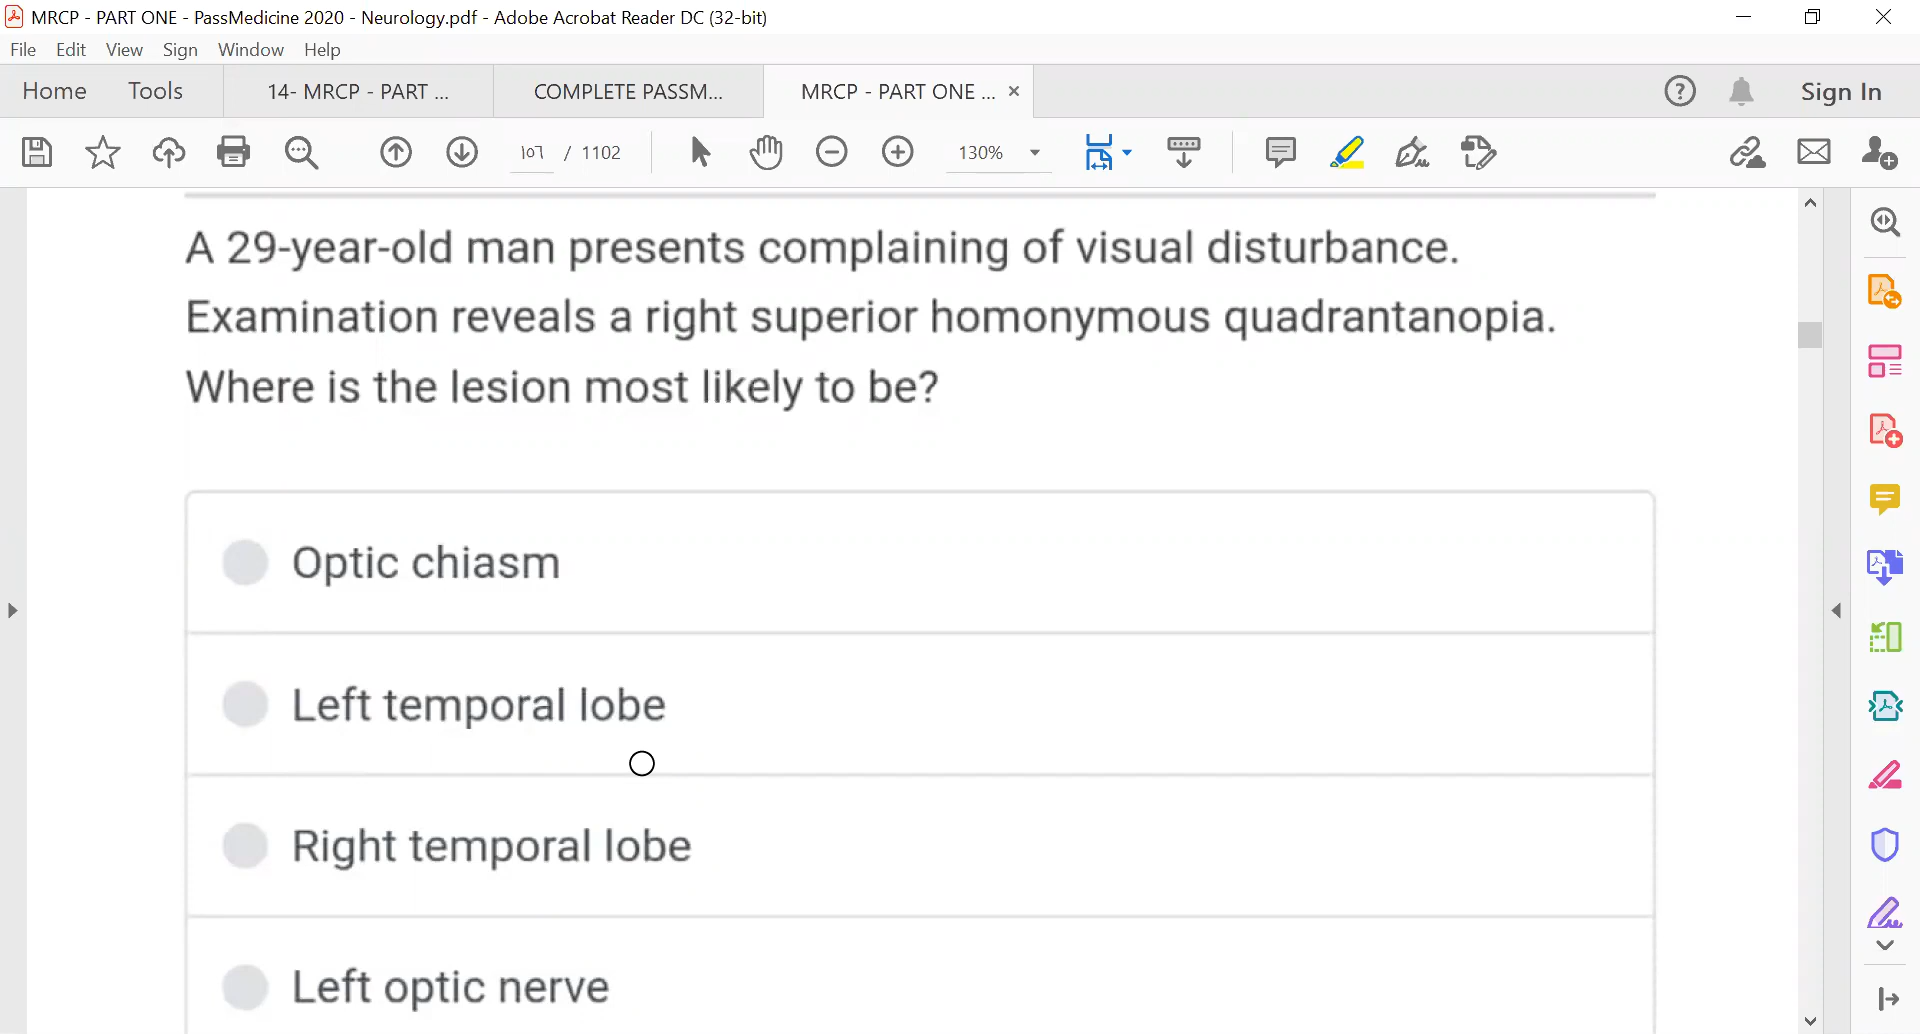 MRCP - PART ONE - PassMedicine 2020 - Neurology.pdf - Adobe Acrobat Reader DC (32-bit)
File Edit View Sign Window Help
Home Tools 14- MRCP - PART ... COMPLETE PASSM... MRCP - PART ONE ... × Sign In
١٥٦ / 1102 130%
A 29-year-old man presents complaining of visual disturbance.
Examination reveals a right superior homonymous quadrantanopia.
Where is the lesion most likely to be?
Optic chiasm
Left temporal lobe
Right temporal lobe
Left optic nerve